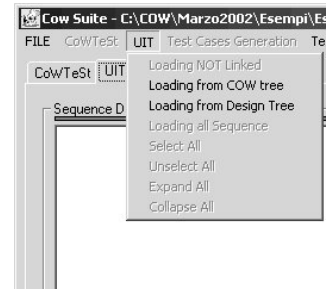 Cow Suite - C:\COW\Marzo2002\Esempi\Es
FILE CoWTeSt UIT Test Cases Generation Te
CoWTeSt UIT
Loading NOT Linked
Loading from COW tree
Loading from Design Tree
Loading all Sequence
Select All
Unselect All
Expand All
Collapse All
Sequence D